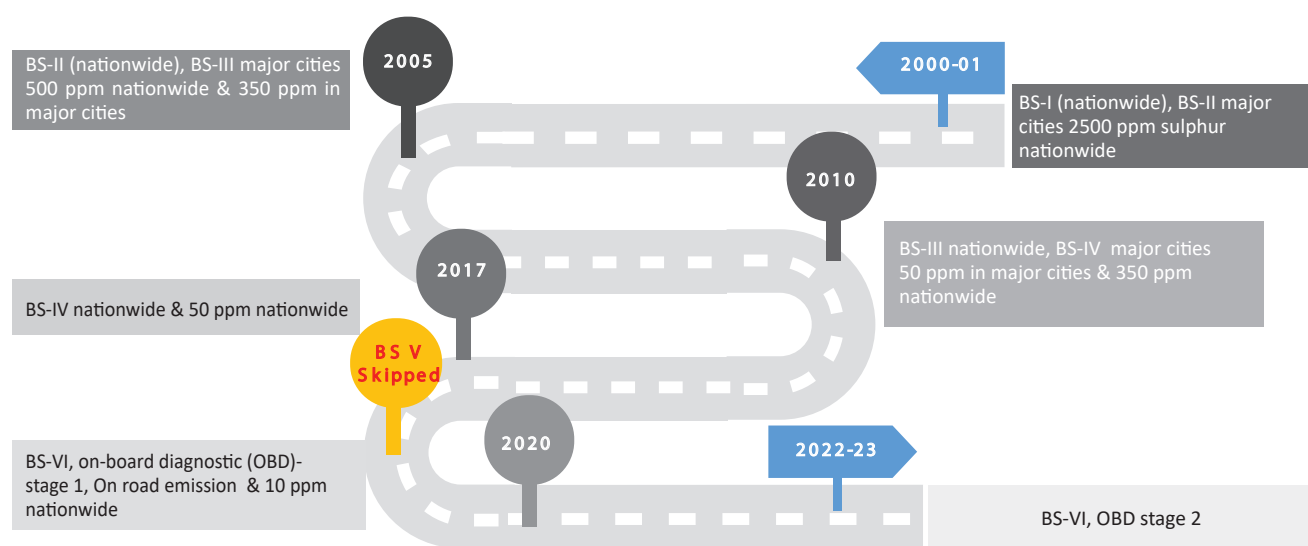 2000-01
BS-I (nationwide), BS-II major
cities 2500 ppm sulphur
nationwide
2005
BS-II (nationwide), BS-III major cities
500 ppm nationwide & 350 ppm in
major cities
2010
BS-III nationwide, BS-IV major cities
50 ppm in major cities & 350 ppm
nationwide
2017
BS-IV nationwide & 50 ppm nationwide
BS V
Skipped
2020
BS-VI, on-board diagnostic (OBD)-
stage 1, On road emission & 10 ppm
nationwide
2022-23
BS-VI, OBD stage 2